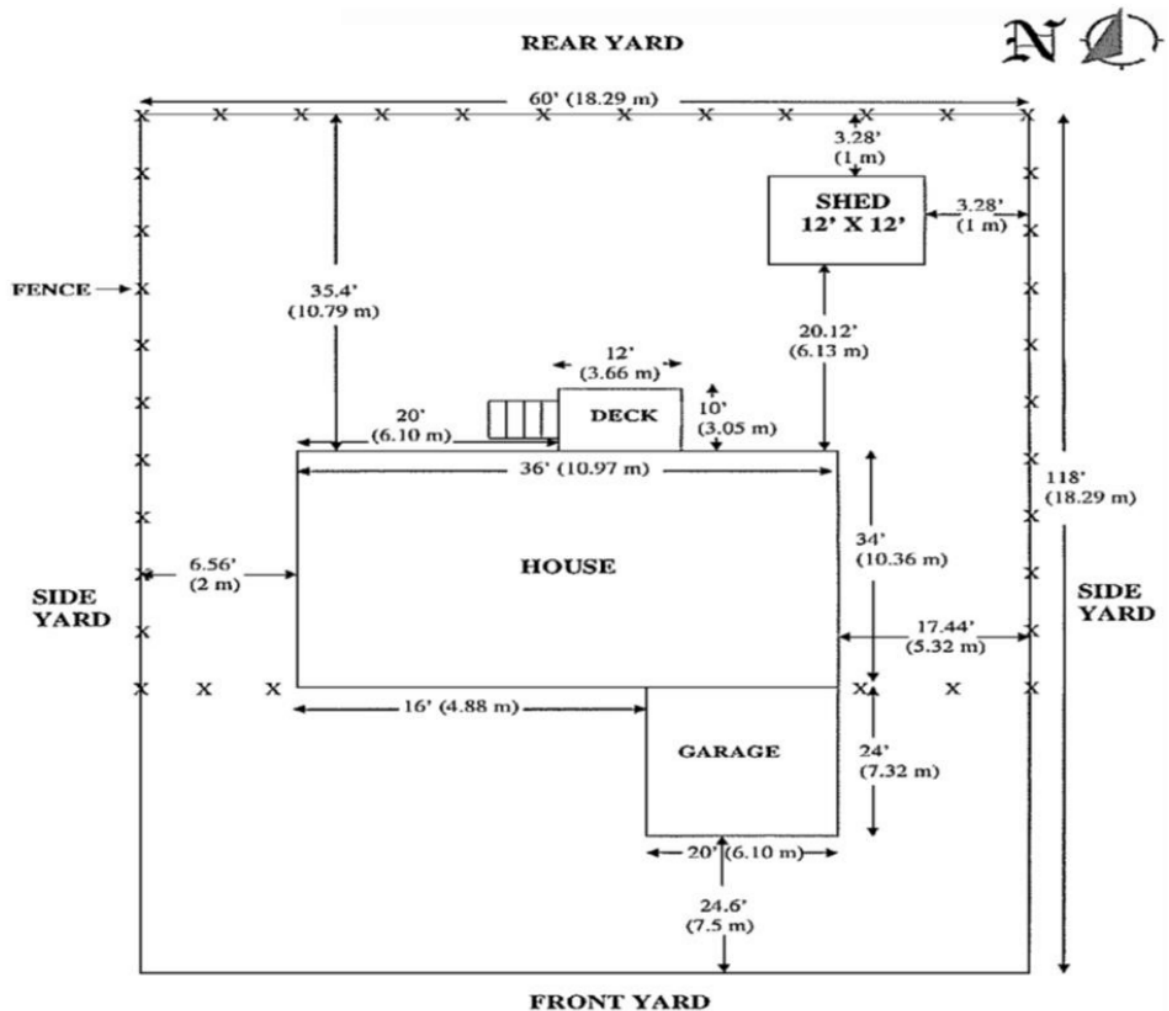 N
REAR YARD
60' (18.29 m)
3.28'
(1 m)
SHED
12' X 12'
3.28'
(1 m)
FENCE
35.4'
(10.79 m)
20.12'
(6.13 m)
12'
(3.66 m)
DECK
10'
(3.05 m)
20'
(6.10 m)
36' (10.97 m)
118'
(18.29 m)
34'
(10.36 m)
HOUSE
6.56'
(2 m)
SIDE
YARD
SIDE
YARD
17.44'
(5.32 m)
16' (4.88 m)
GARAGE
24'
(7.32 m)
20' (6.10 m)
24.6'
(7.5 m)
FRONT YARD